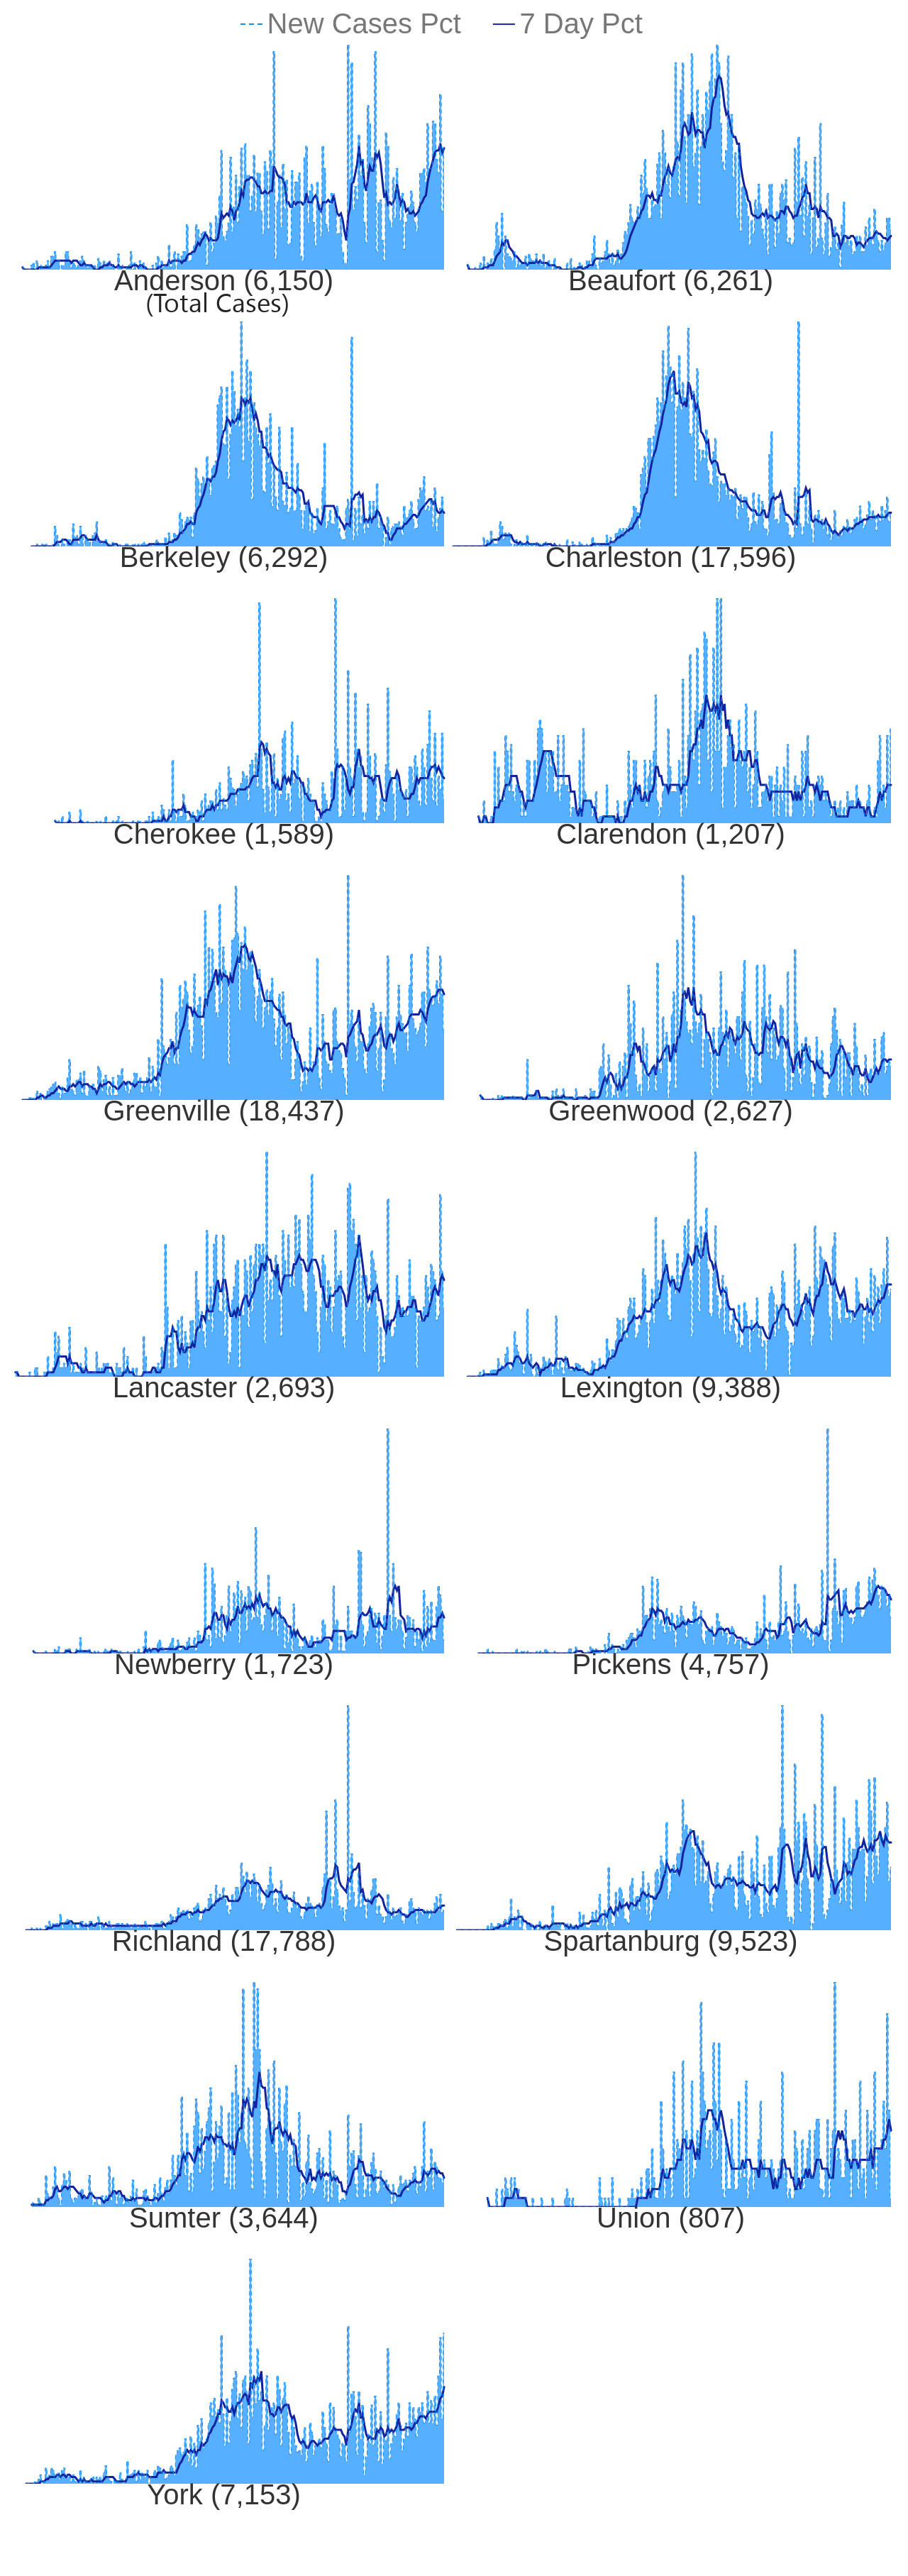 New Cases Pct 7 Day Pct
Anderson (6,150) Beaufort (6,261)
(Total Cases)
Berkeley (6,292) Charleston (17,596)
Cherokee (1,589) Clarendon (1,207)
Greenville (18,437) Greenwood (2,627)
Lancaster (2,693) Lexington (9,388)
Newberry (1,723) Pickens (4,757)
Richland (17,788) Spartanburg (9,523)
Sumter (3,644) Union (807)
York (7,153)